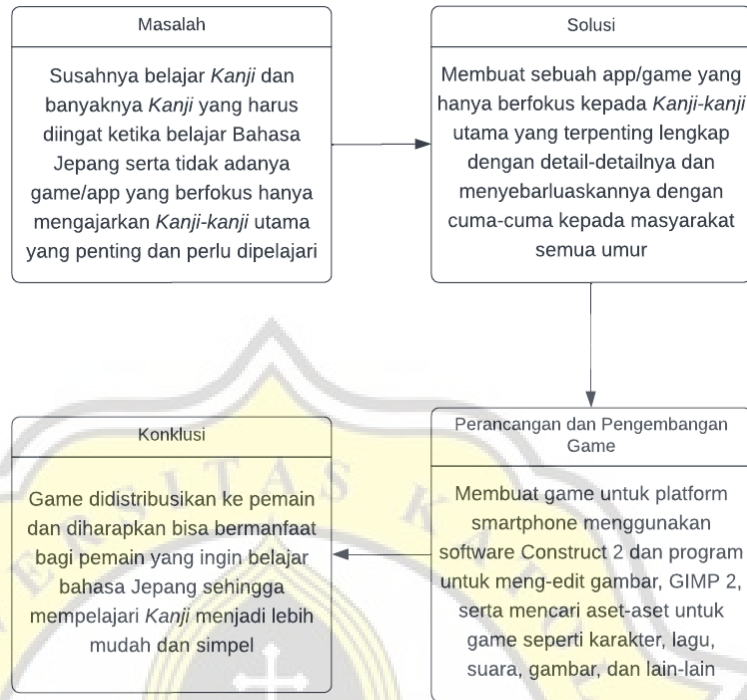 Masalah
Susahnya belajar Kanji dan
banyaknya Kanji yang harus
diingat ketika belajar Bahasa
Jepang serta tidak adanya
game/app yang berfokus hanya
mengajarkan Kanji-kanji utama
yang penting dan perlu dipelajari
Solusi
Membuat sebuah app/game yang
hanya berfokus kepada Kanji-kanji
utama yang terpenting lengkap
dengan detail-detailnya dan
menyebarluaskannya dengan
cuma-cuma kepada masyarakat
semua umur
Perancangan dan Pengembangan
Game
Membuat game untuk platform
smartphone menggunakan
software Construct 2 dan program
untuk meng-edit gambar, GIMP 2,
serta mencari aset-aset untuk
game seperti karakter, lagu,
suara, gambar, dan lain-lain
Konklusi
Game didistribusikan ke pemain
dan diharapkan bisa bermanfaat
bagi pemain yang ingin belajar
bahasa Jepang sehingga
mempelajari Kanji menjadi lebih
mudah dan simpel